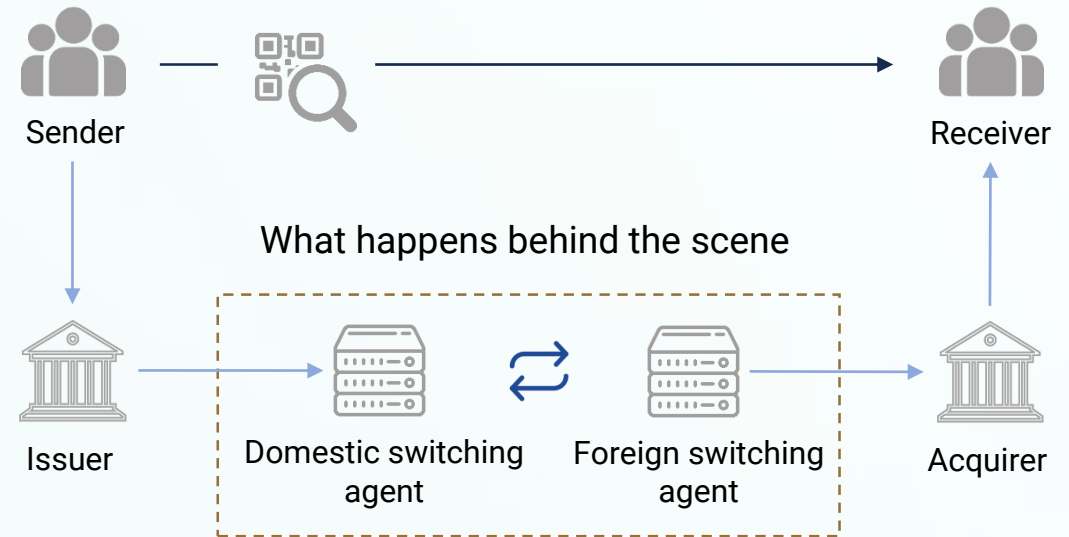 Sender
Receiver
What happens behind the scene
Issuer
Domestic switching
agent
Foreign switching
agent
Acquirer